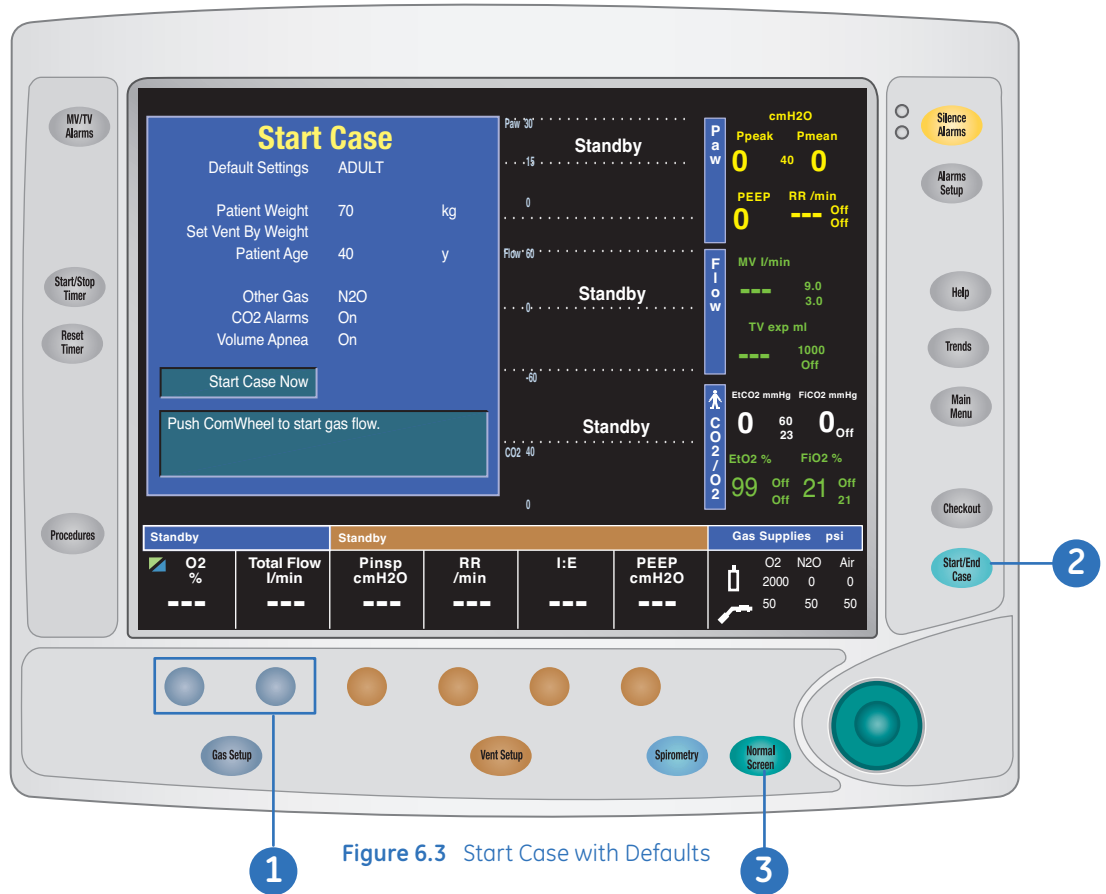 MV/TV
Alarms
Start/Stop
Timer
Reset
Timer
Procedures
Start Case
Default Settings ADULT
Patient Weight 70 kg
Set Vent By Weight
Patient Age 40 y
Other Gas N2O
CO2 Alarms On
Volume Apnea On
Start Case Now
Push ComWheel to start gas flow.
Paw 30
Standby
15
0
Flow 60
Standby
0
-60
Standby
CO2 40
0
Paw
cmH2O
Ppeak Pmean
0 40 0
PEEP RR /min
0 --- Off
Off
Flow
MV l/min
--- 9.0
3.0
TV exp ml
--- 1000
Off
CO2/O2
EtCO2 mmHg FiCO2 mmHg
0 60 0 Off
23
EtO2 % FiO2 %
99 Off 21 Off
Off 21
Standby Standby Gas Supplies psi
O2 Total Flow Pinsp RR I:E PEEP
% l/min cmH2O /min cmH2O
--- --- --- --- --- ---
O2 N2O Air
2000 0 0
50 50 50
Silence
Alarms
Alarms
Setup
Help
Trends
Main
Menu
Checkout
Start/End
Case
2
Gas Setup
Vent Setup
Spirometry
Normal
Screen
1
Figure 6.3 Start Case with Defaults
3